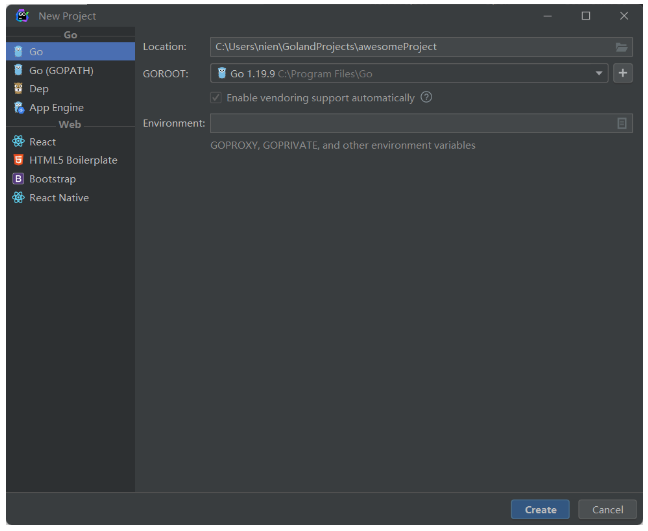 New Project
Go
Go
Go (GOPATH)
Dep
App Engine
Web
React
HTML5 Boilerplate
Bootstrap
React Native
Location: C:\Users\nien\GolandProjects\awesomeProject
GOROOT: Go 1.19.9 C:\Program Files\Go
Enable vendoring support automatically
Environment:
GOPROXY, GOPRIVATE, and other environment variables
Create Cancel